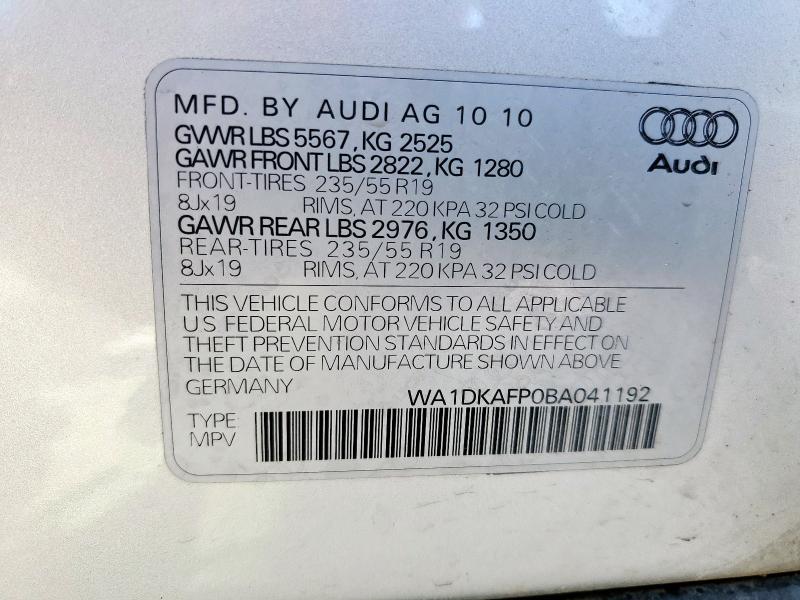 MFD. BY AUDI AG 10 10
GVWR LBS 5567, KG 2525
GAWR FRONT LBS 2822, KG 1280
FRONT-TIRES 235/55 R19
8Jx19 RIMS, AT 220 KPA 32 PSI COLD
GAWR REAR LBS 2976, KG 1350
REAR-TIRES 235/55 R19
8Jx19 RIMS, AT 220 KPA 32 PSI COLD
Audi
THIS VEHICLE CONFORMS TO ALL APPLICABLE
U.S. FEDERAL MOTOR VEHICLE SAFETY AND
THEFT PREVENTION STANDARDS IN EFFECT ON
THE DATE OF MANUFACTURE SHOWN ABOVE
GERMANY WA1DKAFP0BA041192
TYPE:
MPV